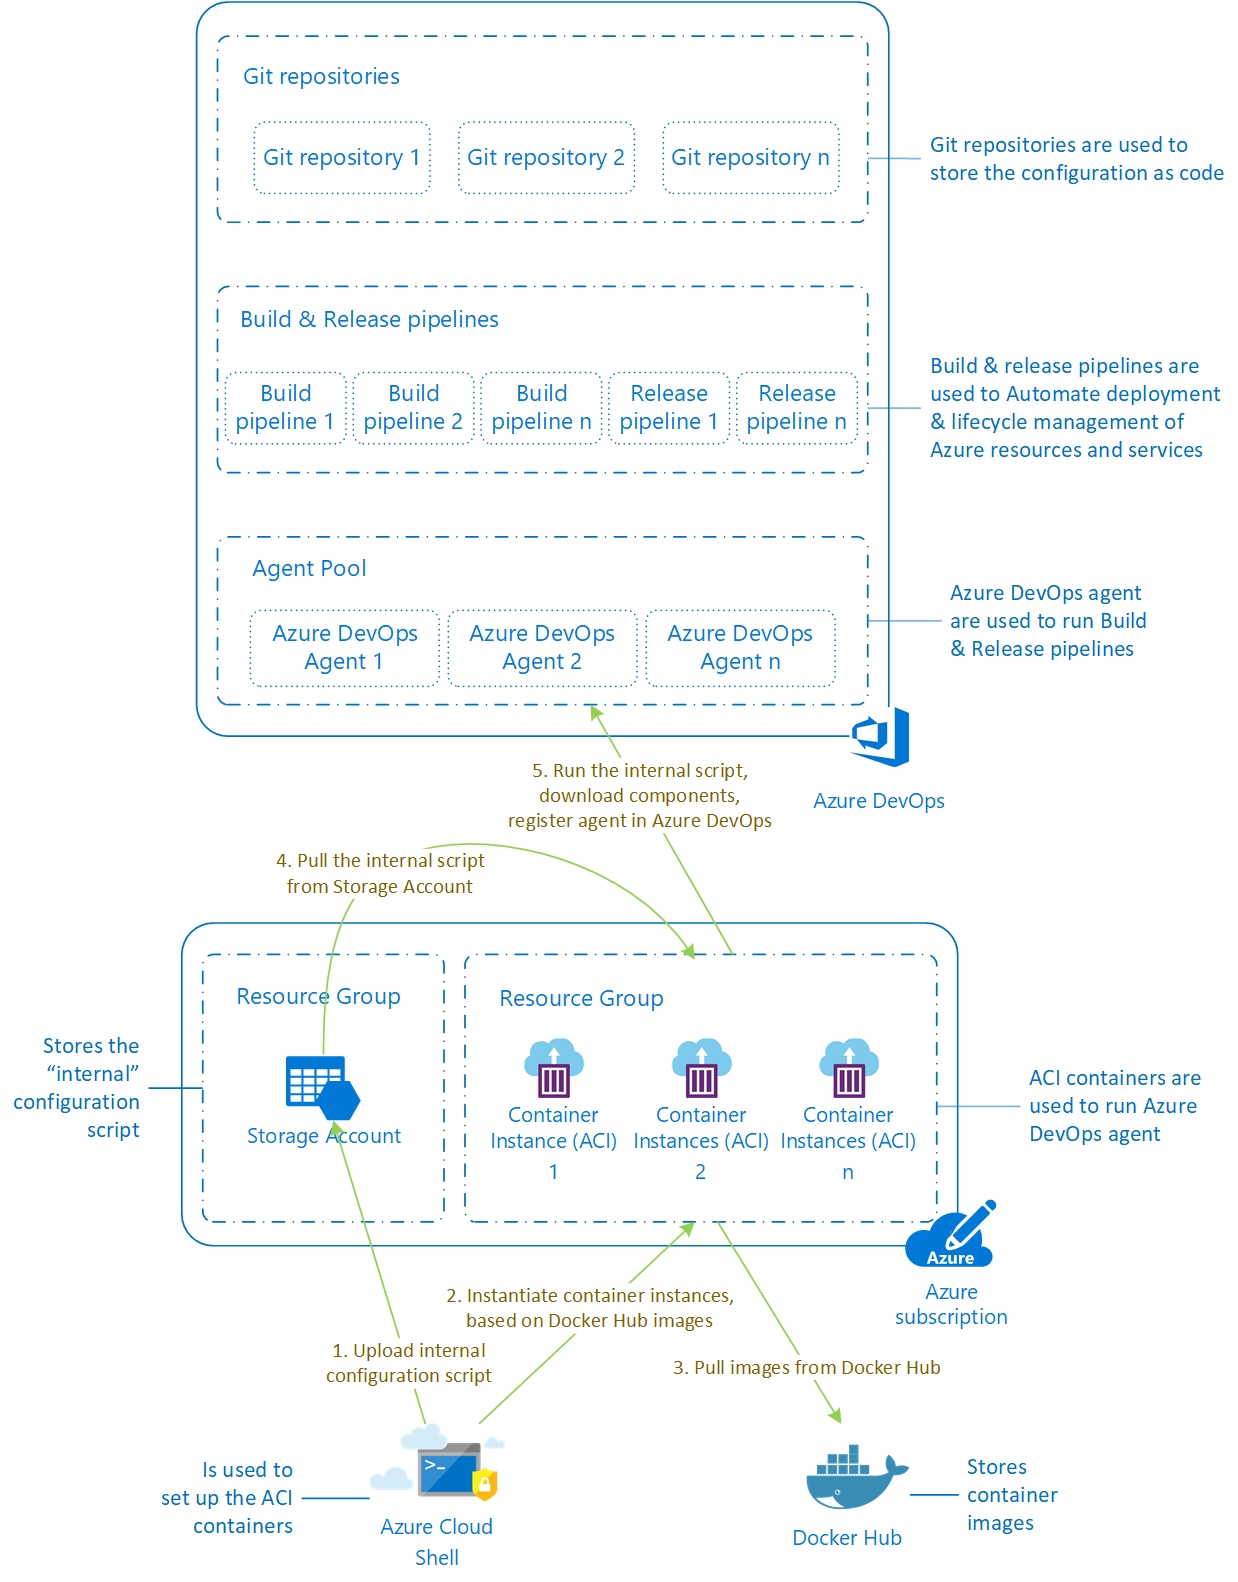 Git repositories
Git repository 1
Git repository 2
Git repository n
Git repositories are used to
store the configuration as code
Build & Release pipelines
Build
pipeline 1
Build
pipeline 2
Build
pipeline n
Release
pipeline 1
Release
pipeline n
Build & release pipelines are
used to Automate deployment
& lifecycle management of
Azure resources and services
Agent Pool
Azure DevOps
Agent 1
Azure DevOps
Agent 2
Azure DevOps
Agent n
Azure DevOps agent
are used to run Build
& Release pipelines
Azure DevOps
5. Run the internal script,
download components,
register agent in Azure DevOps
4. Pull the internal script
from Storage Account
Resource Group
Storage Account
Stores the
“internal”
configuration
script
Resource Group
Container
Instance (ACI)
1
Container
Instances (ACI)
2
Container
Instances (ACI)
n
ACI containers are
used to run Azure
DevOps agent
Azure
Azure
subscription
2. Instantiate container instances,
based on Docker Hub images
1. Upload internal
configuration script
3. Pull images from Docker Hub
Is used to
set up the ACI
containers
>_
Azure Cloud
Shell
Docker Hub
Stores
container
images